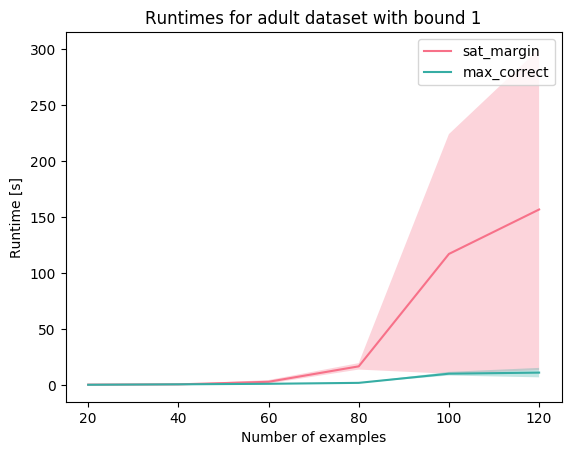 Runtimes for adult dataset with bound 1
300
250
200
150
100
50
0
Runtime [s]
sat_margin
max_correct
20 40 60 80 100 120
Number of examples